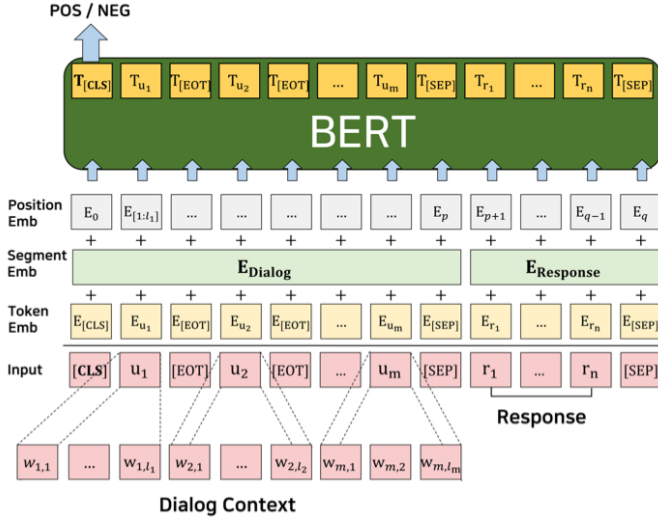 POS / NEG
T[CLS] Tu1 T[EOT] Tu2 T[EOT] ... Tum T[SEP] Tr1 ... Trn T[SEP]
BERT
Position Emb E0 E[1:l1] ... ... ... ... ... Ep Ep+1 ... Eq−1 Eq
+ + + + + + + + + + + +
Segment Emb EDialog EResponse
+ + + + + + + + + + + +
Token Emb E[CLS] Eu1 E[EOT] Eu2 E[EOT] ... Eum E[SEP] Er1 ... Ern E[SEP]
Input [CLS] u1 [EOT] u2 [EOT] ... um [SEP] r1 ... rn [SEP]
Response
w1,1 ... w1,l1 w2,1 ... w2,l2 wm,1 wm,2 wm,lm
Dialog Context